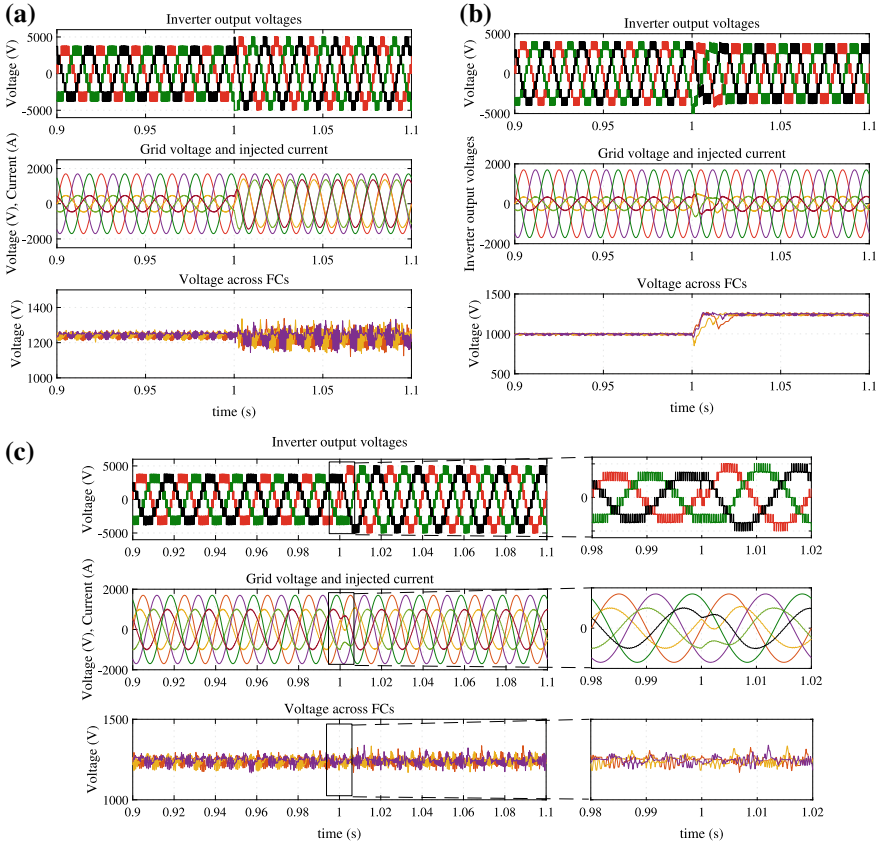 (a)
Inverter output voltages
Voltage (V)
5000
0
-5000
0.9 0.95 1 1.05 1.1
Grid voltage and injected current
Voltage (V), Current (A)
2000
0
-2000
0.9 0.95 1 1.05 1.1
Voltage across FCs
Voltage (V)
1400
1200
1000
0.9 0.95 1 1.05 1.1
time (s)
(b)
Inverter output voltages
Voltage (V)
5000
0
-5000
0.9 0.95 1 1.05 1.1
Grid voltage and injected current
Inverter output voltages
2000
0
-2000
0.9 0.95 1 1.05 1.1
Voltage across FCs
Voltage (V)
1500
1000
500
0.9 0.95 1 1.05 1.1
time (s)
(c)
Inverter output voltages
Voltage (V)
5000
0
-5000
0.9 0.92 0.94 0.96 0.98 1 1.02 1.04 1.06 1.08 1.1
0
0.98 0.99 1 1.01 1.02
Grid voltage and injected current
Voltage (V), Current (A)
2000
0
-2000
0.9 0.92 0.94 0.96 0.98 1 1.02 1.04 1.06 1.08 1.1
0
0.98 0.99 1 1.01 1.02
Voltage across FCs
Voltage (V)
1500
1000
0.9 0.92 0.94 0.96 0.98 1 1.02 1.04 1.06 1.08 1.1
time (s)
0.98 0.99 1 1.01 1.02
time (s)